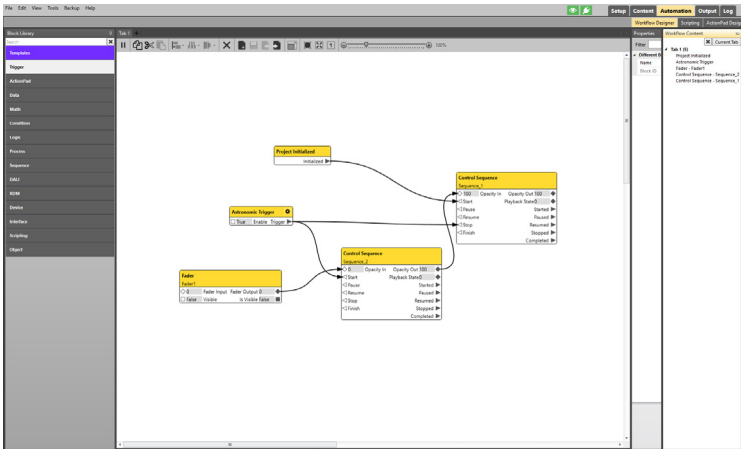 File Edit View Tools Backup Help
Setup Content Automation Output Log
Workflow Designer Scripting ActionPad Desig
Block Library
Templates
Trigger
ActionPad
Data
Math
Condition
Logic
Process
Sequence
DALI
RDM
Device
Interface
Scripting
Object
Tab 1
100%
Project Initialized
Initialized
Astronomic Trigger
True Enable Trigger
Fader
Fader1
0 Fader Input Fader Output 0
False Visible Is Visible False
Control Sequence
Sequence_2
0 Opacity In Opacity Out 100
Start Playback State 0
Pause Started
Resume Paused
Stop Resumed
Finish Stopped
Completed
Control Sequence
Sequence_1
100 Opacity In Opacity Out 100
Start Playback State 0
Pause Started
Resume Paused
Stop Resumed
Finish Stopped
Completed
Properties
Filter
Different B
Name
Block ID
Workflow Content
Current Tab
Tab 1 (5)
Project Initialized
Astronomic Trigger
Fader - Fader1
Control Sequence - Sequence_2
Control Sequence - Sequence_1